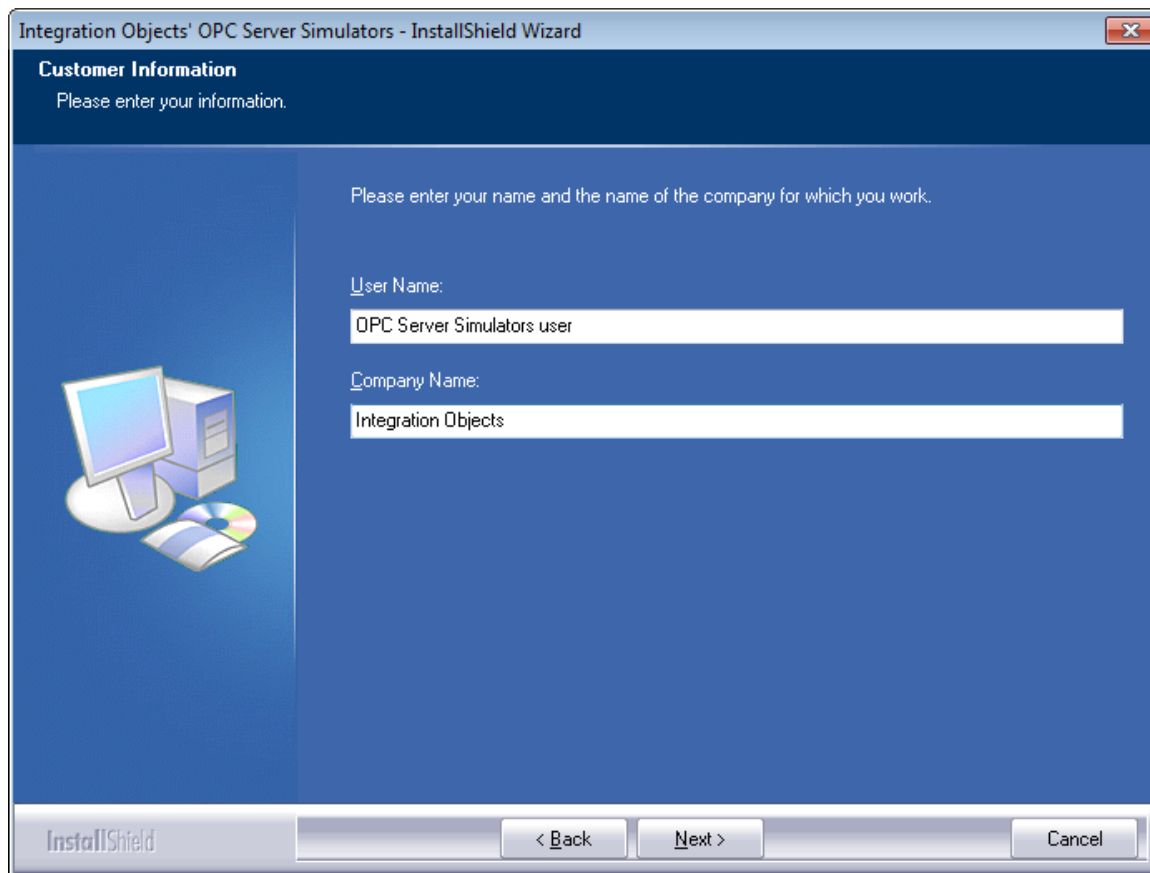 Integration Objects' OPC Server Simulators - InstallShield Wizard
Customer Information
Please enter your information.
Please enter your name and the name of the company for which you work.
User Name:
OPC Server Simulators user
Company Name:
Integration Objects
InstallShield
< Back
Next >
Cancel